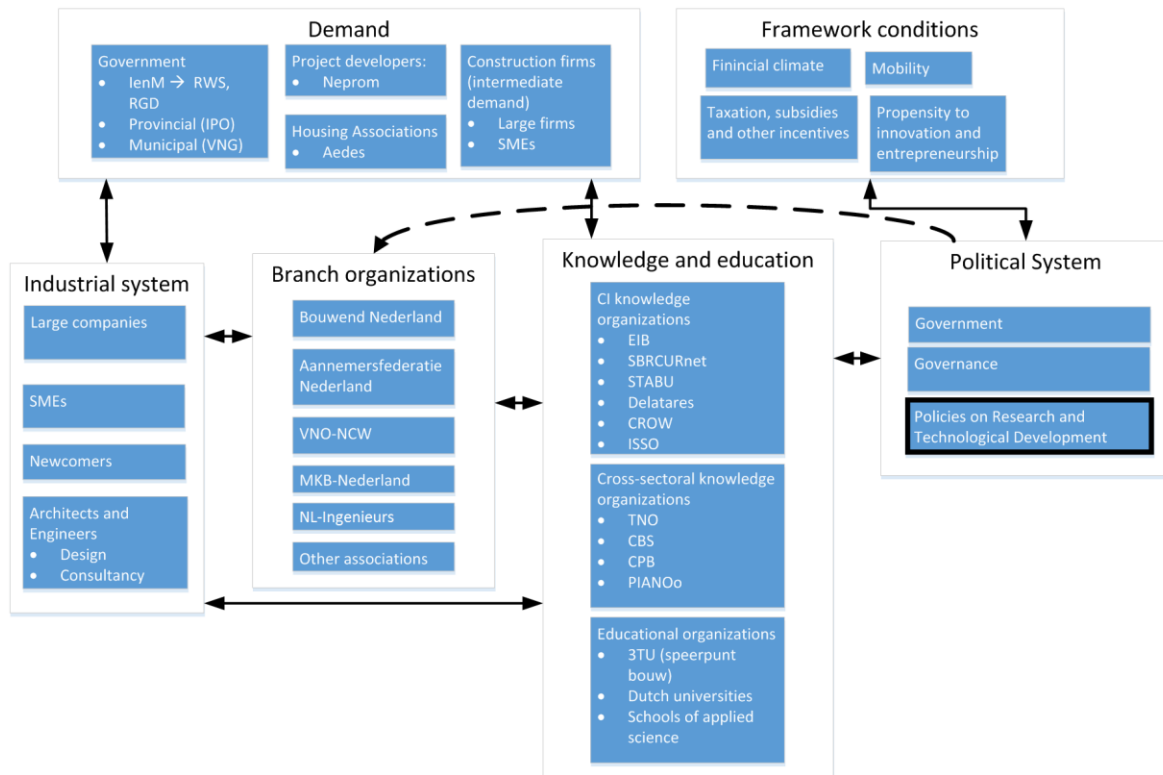 Demand
Government
• IenM → RWS,
RGD
• Provincial (IPO)
• Municipal (VNG)
Project developers:
• Neprom
Housing Associations
• Aedes
Construction firms
(intermediate
demand)
• Large firms
• SMEs
Framework conditions
Finincial climate
Mobility
Taxation, subsidies
and other incentives
Propensity to
innovation and
entrepreneurship
Industrial system
Large companies
SMEs
Newcomers
Architects and
Engineers
• Design
• Consultancy
Branch organizations
Bouwend Nederland
Aannemersfederatie
Nederland
VNO-NCW
MKB-Nederland
NL-Ingenieurs
Other associations
Knowledge and education
CI knowledge
organizations
• EIB
• SBRCURnet
• STABU
• Delatares
• CROW
• ISSO
Cross-sectoral knowledge
organizations
• TNO
• CBS
• CPB
• PIANOo
Educational organizations
• 3TU (speerpunt
bouw)
• Dutch universities
• Schools of applied
science
Political System
Government
Governance
Policies on Research and
Technological Development